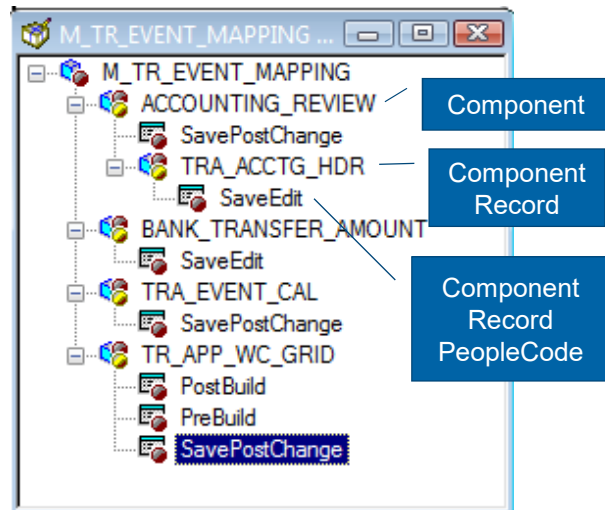 M_TR_EVENT_MAPPING ...
M_TR_EVENT_MAPPING
ACCOUNTING_REVIEW
Component
SavePostChange
TRA_ACCTG_HDR
Component
Record
SaveEdit
BANK_TRANSFER_AMOUNT
SaveEdit
Component
Record
PeopleCode
TRA_EVENT_CAL
SavePostChange
TR_APP_WC_GRID
PostBuild
PreBuild
SavePostChange